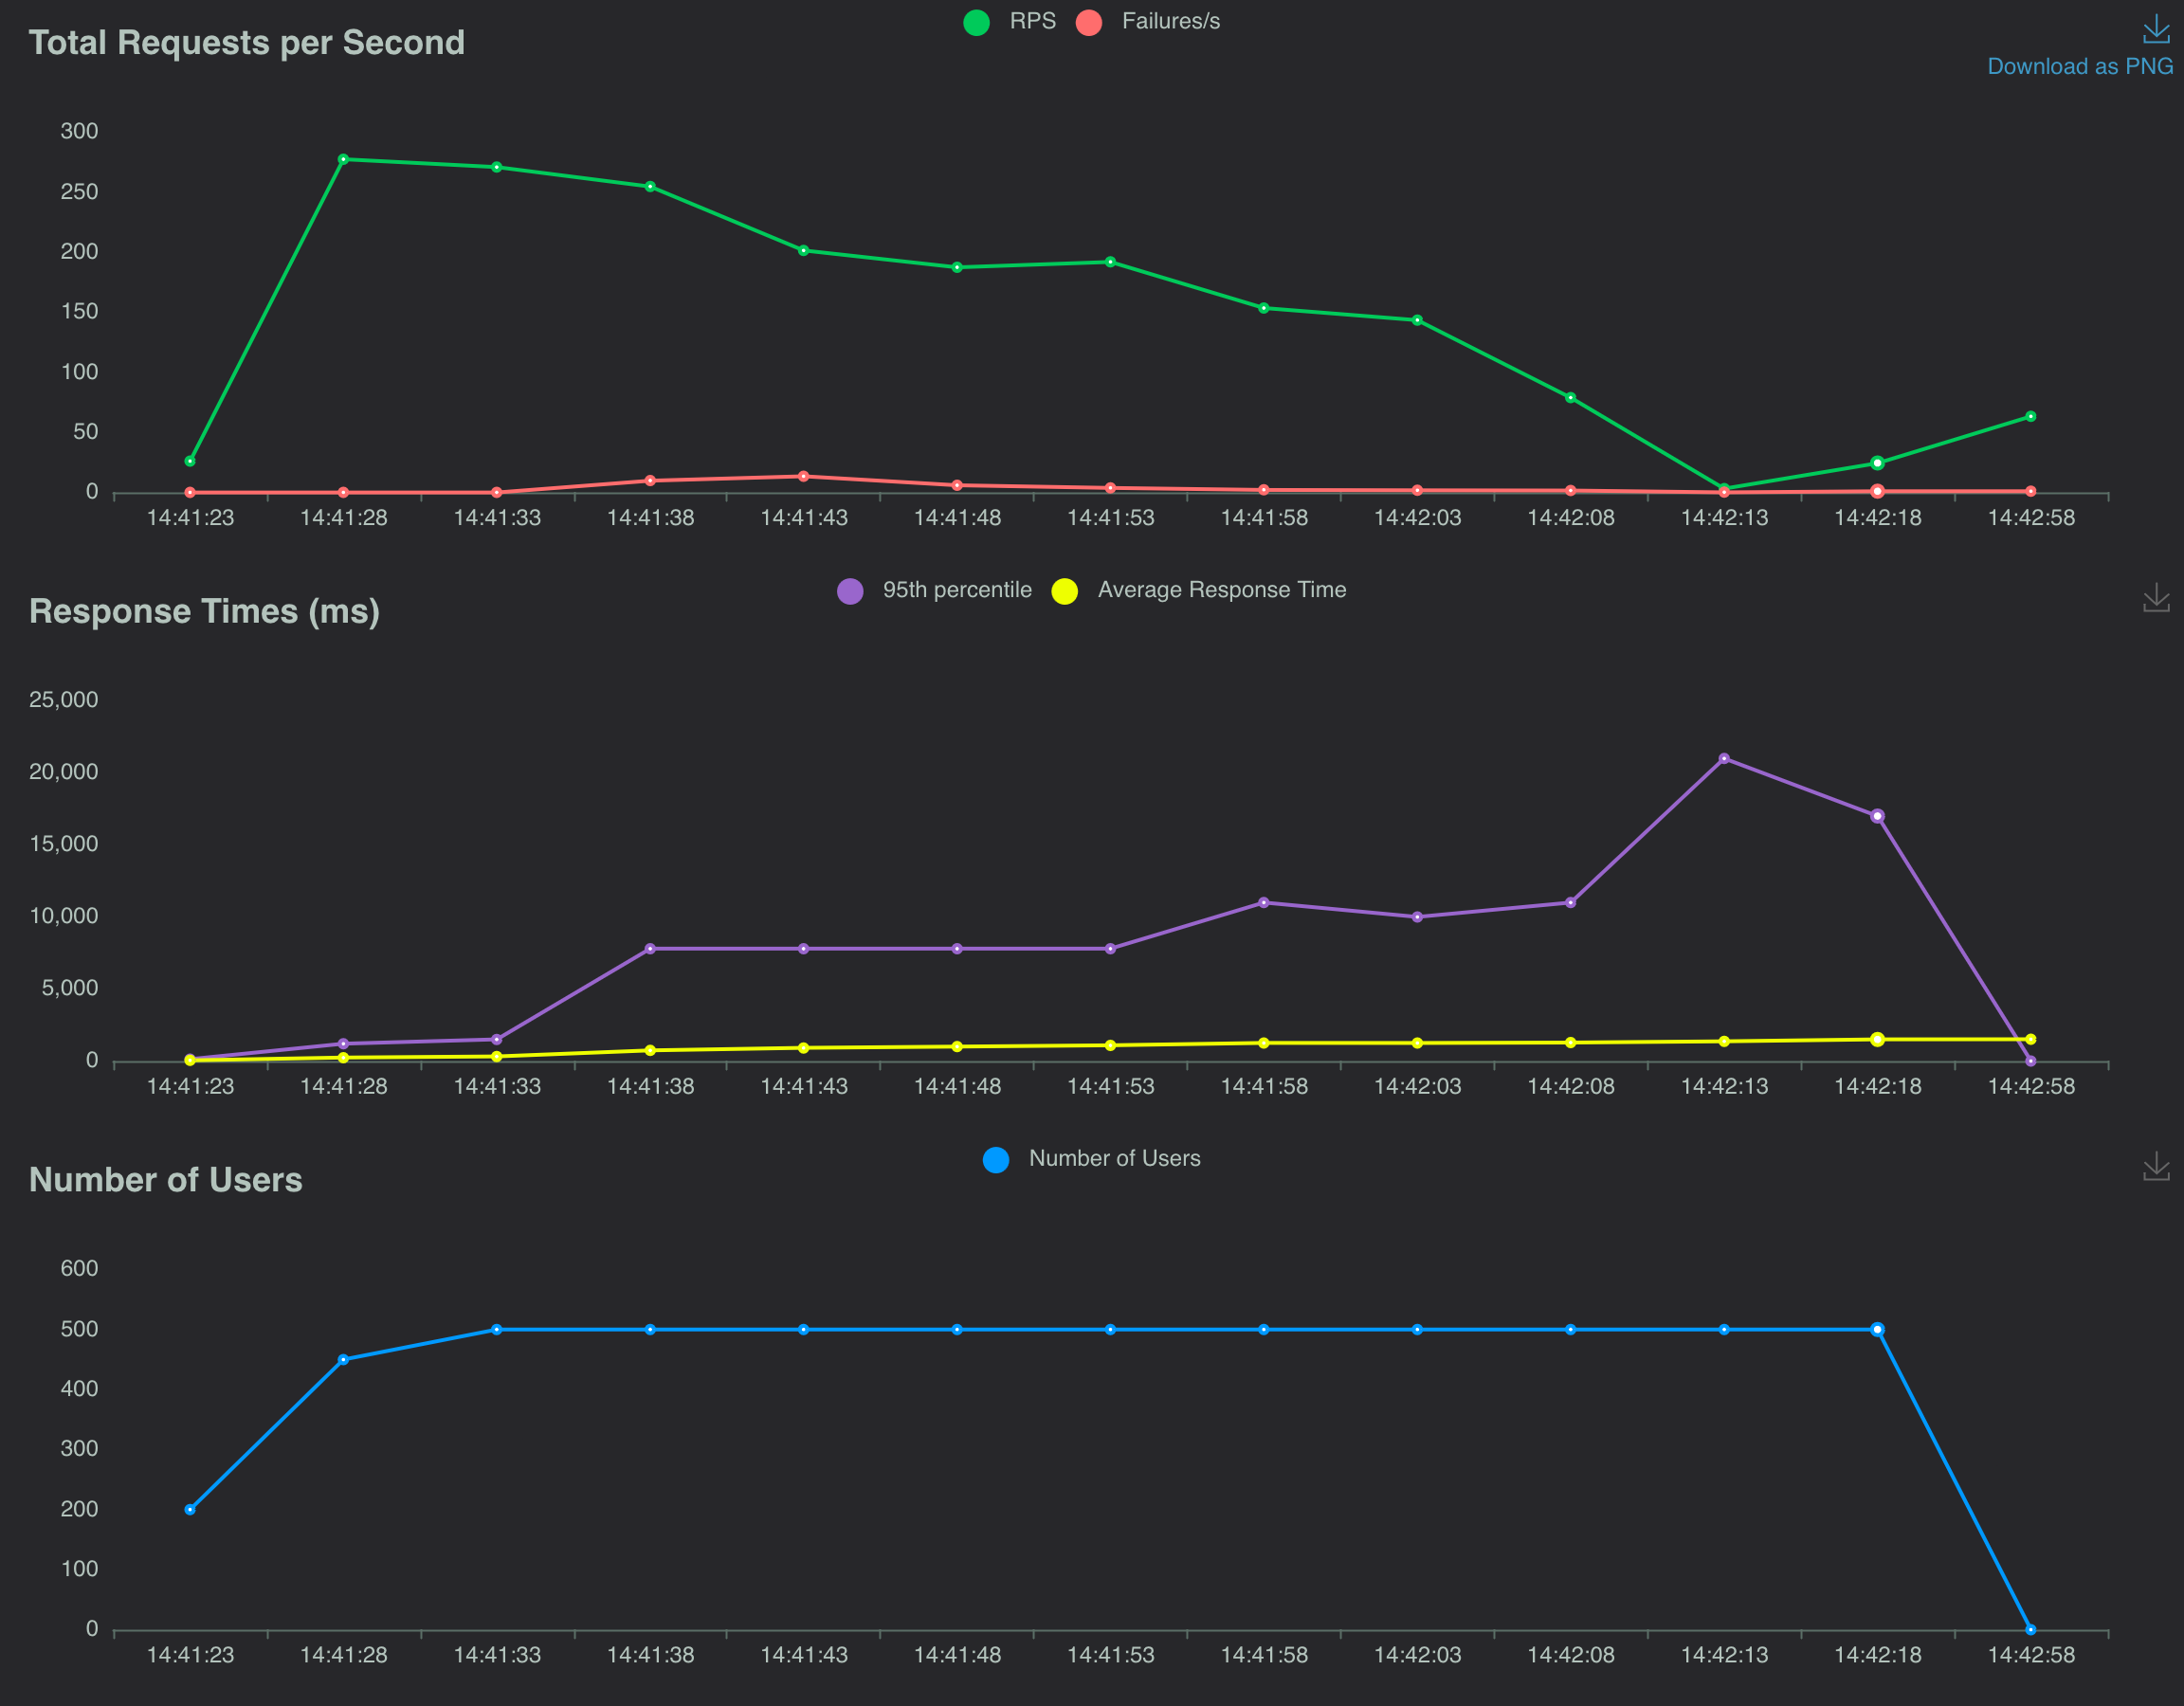 Total Requests per Second
RPS Failures/s
Download as PNG
300
250
200
150
100
50
0
14:41:23 14:41:28 14:41:33 14:41:38 14:41:43 14:41:48 14:41:53 14:41:58 14:42:03 14:42:08 14:42:13 14:42:18 14:42:58
Response Times (ms)
95th percentile Average Response Time
25,000
20,000
15,000
10,000
5,000
0
14:41:23 14:41:28 14:41:33 14:41:38 14:41:43 14:41:48 14:41:53 14:41:58 14:42:03 14:42:08 14:42:13 14:42:18 14:42:58
Number of Users
Number of Users
600
500
400
300
200
100
0
14:41:23 14:41:28 14:41:33 14:41:38 14:41:43 14:41:48 14:41:53 14:41:58 14:42:03 14:42:08 14:42:13 14:42:18 14:42:58